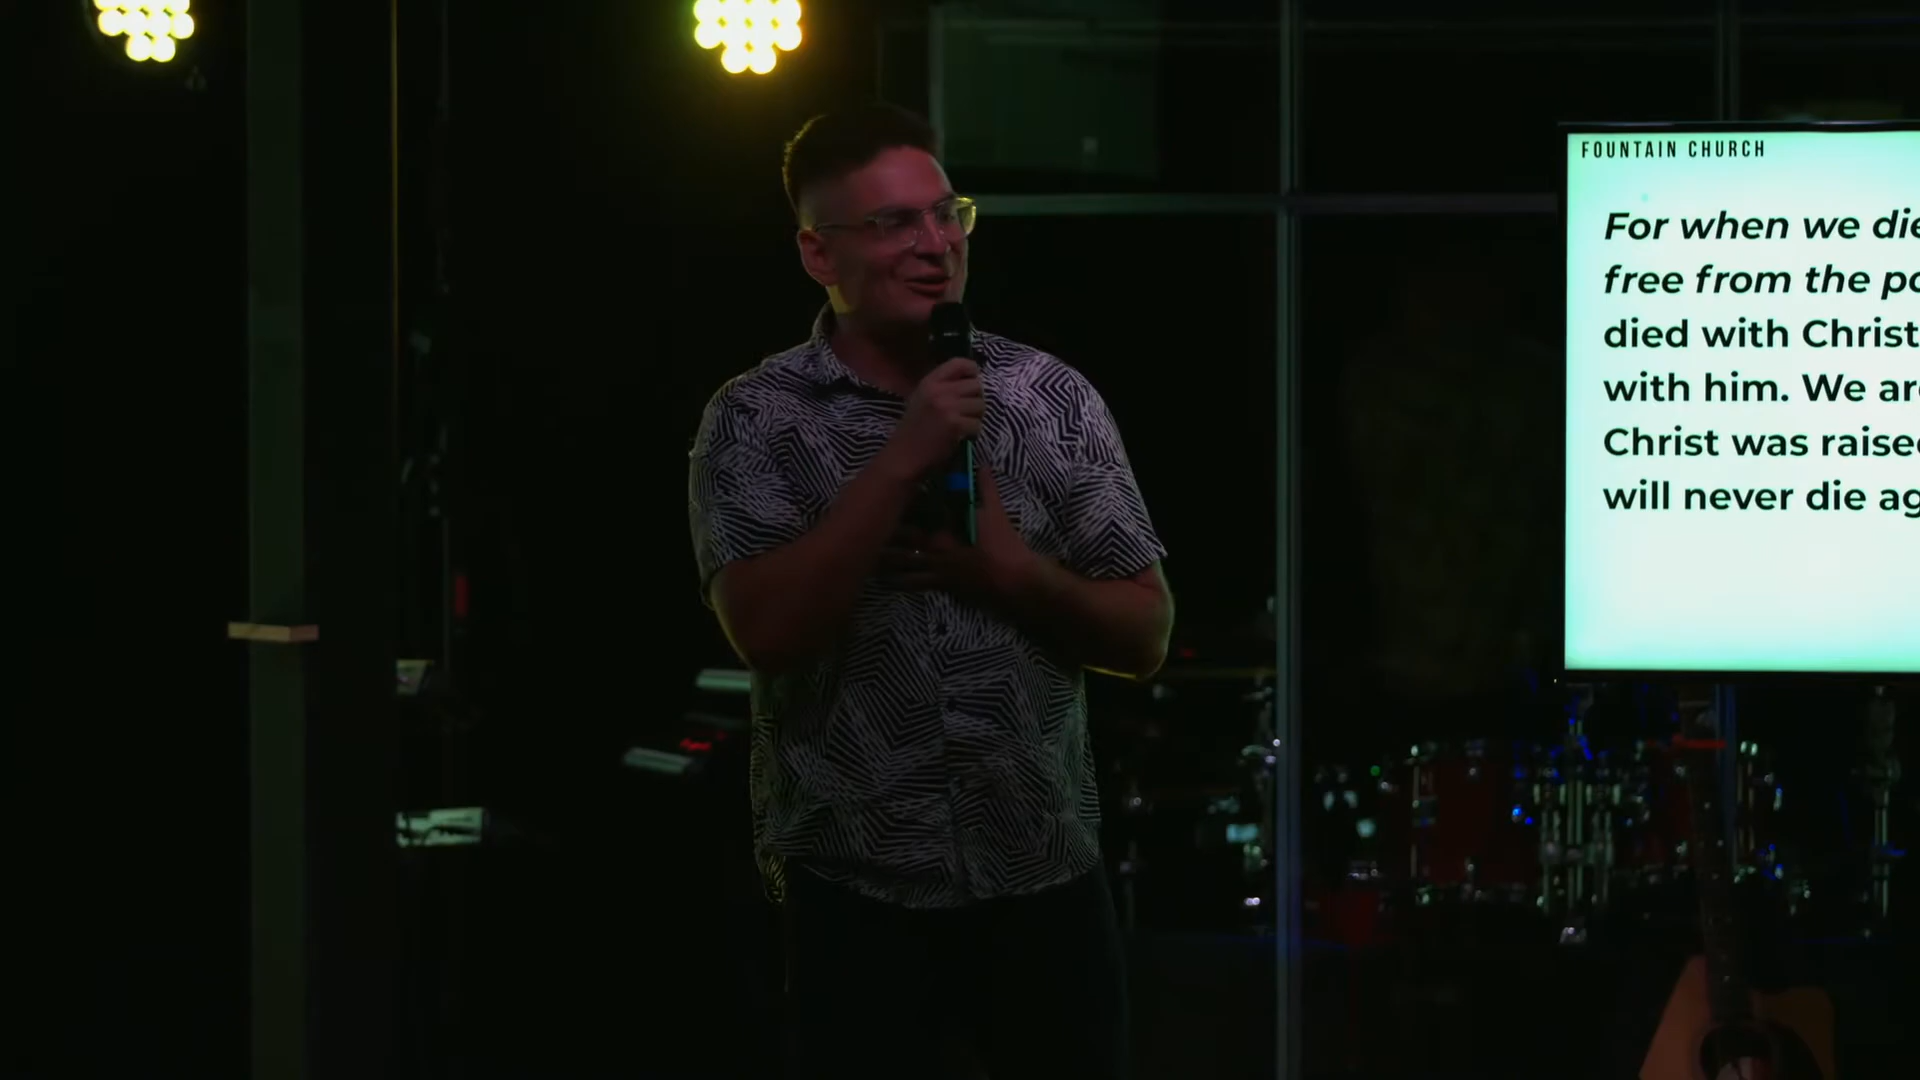 FOUNTAIN CHURCH
For when we die
free from the po
died with Christ
with him. We are
Christ was raised
will never die ag